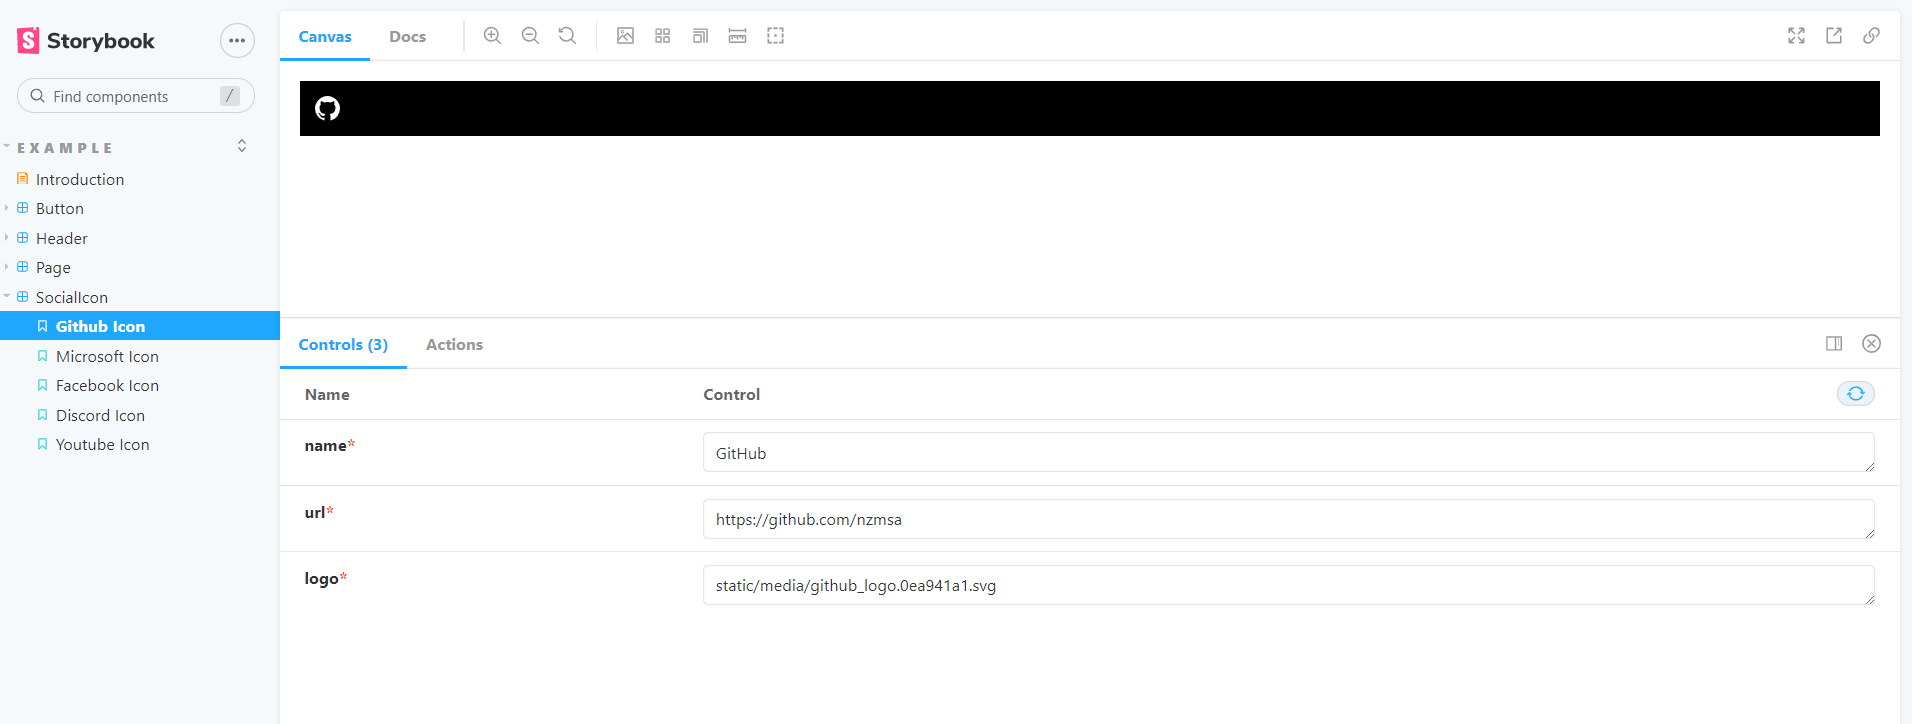 Storybook
Find components
/
EXAMPLE
Introduction
Button
Header
Page
SocialIcon
Github Icon
Microsoft Icon
Facebook Icon
Discord Icon
Youtube Icon
Canvas Docs
Controls (3) Actions
Name Control
name* GitHub
url* https://github.com/nzmsa
logo* static/media/github_logo.0ea941a1.svg